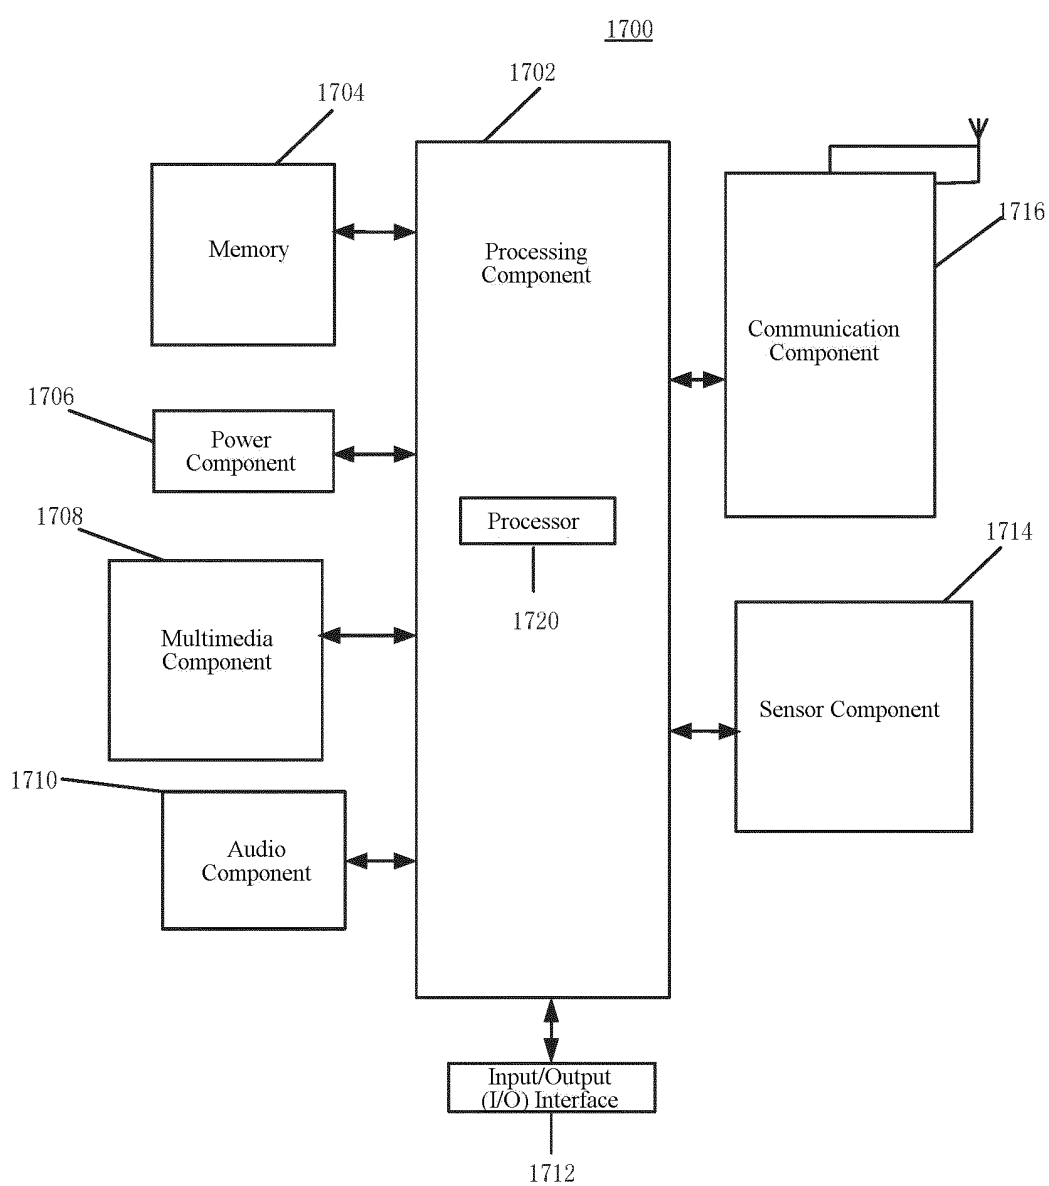 1700
1702
1704
Memory
Processing
Component
1716
Communication
Component
1706
Power
Component
Processor
1720
1708
Multimedia
Component
1714
Sensor Component
1710
Audio
Component
Input/Output
(I/O) Interface
1712